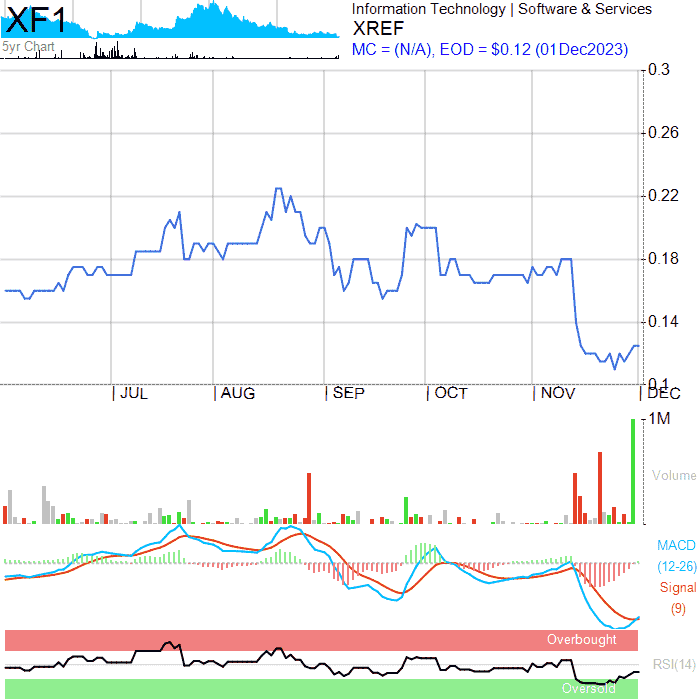 XF1
5yr Chart
Information Technology | Software & Services
XREF
MC = (N/A), EOD = $0.12 (01Dec2023)
0.3
0.26
0.22
0.18
0.14
0.1
| JUL | AUG | SEP | OCT | NOV | DEC
1M
Volume
MACD
(12-26)
Signal
(9)
Overbought
RSI(14)
Oversold